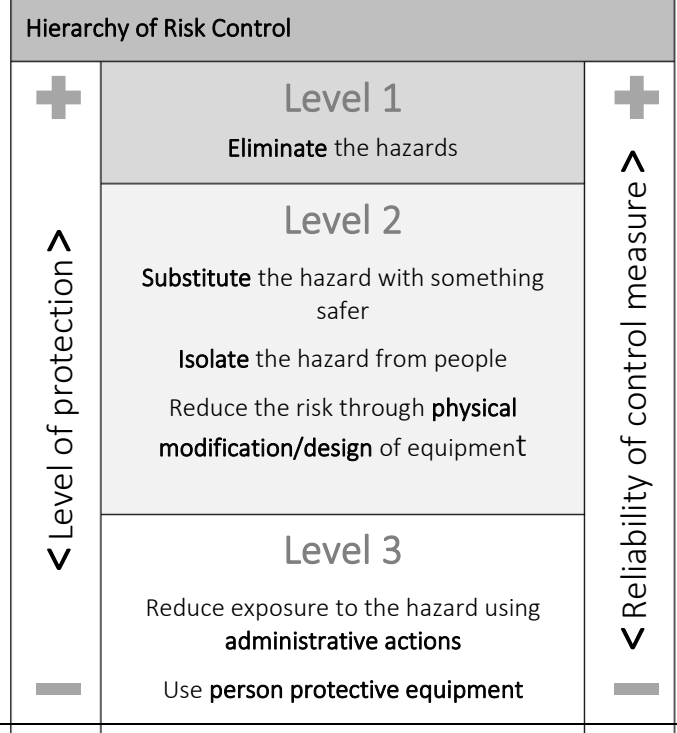 Hierarchy of Risk Control
Level 1
Eliminate the hazards
Level 2
Substitute the hazard with something
safer
Isolate the hazard from people
Reduce the risk through physical
modification/design of equipment
Level 3
Reduce exposure to the hazard using
administrative actions
Use person protective equipment
< Level of protection >
< Reliability of control measure >